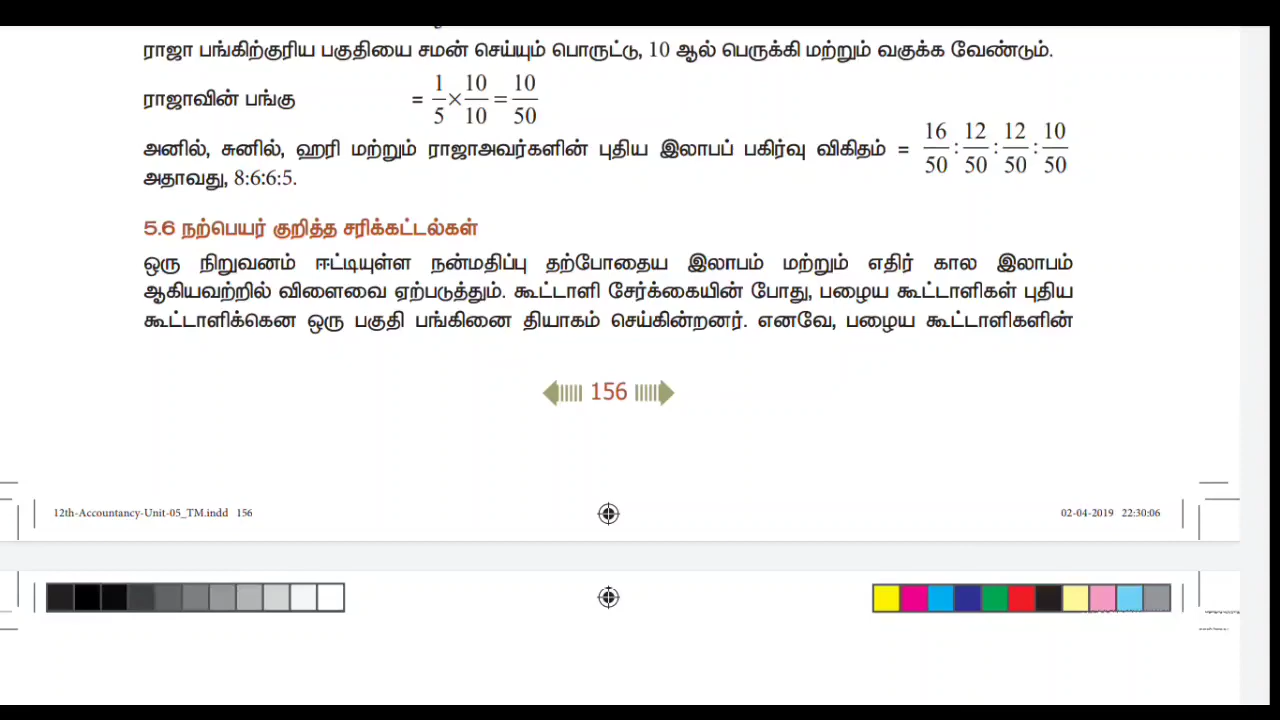 ராஜா பங்கிற்குரிய பகுதியை சமன் செய்யும் பொருட்டு, 10 ஆல் பெருக்கி மற்றும் வகுக்க வேண்டும்.
ராஜாவின் பங்கு = 1/5 × 10/10 = 10/50
அனில், சுனில், ஹரி மற்றும் ராஜாஅவர்களின் புதிய இலாபப் பகிர்வு விகிதம் = 16/50 : 12/50 : 12/50 : 10/50
அதாவது, 8:6:6:5.
5.6 நற்பெயர் குறித்த சரிக்கட்டல்கள்
ஒரு நிறுவனம் ஈட்டியுள்ள நன்மதிப்பு தற்போதைய இலாபம் மற்றும் எதிர் கால இலாபம்
ஆகியவற்றில் விளைவை ஏற்படுத்தும். கூட்டாளி சேர்க்கையின் போது, பழைய கூட்டாளிகள் புதிய
கூட்டாளிக்கென ஒரு பகுதி பங்கினை தியாகம் செய்கின்றனர். எனவே, பழைய கூட்டாளிகளின்
156
12th-Accountancy-Unit-05_TM.indd 156 02-04-2019 22:30:06